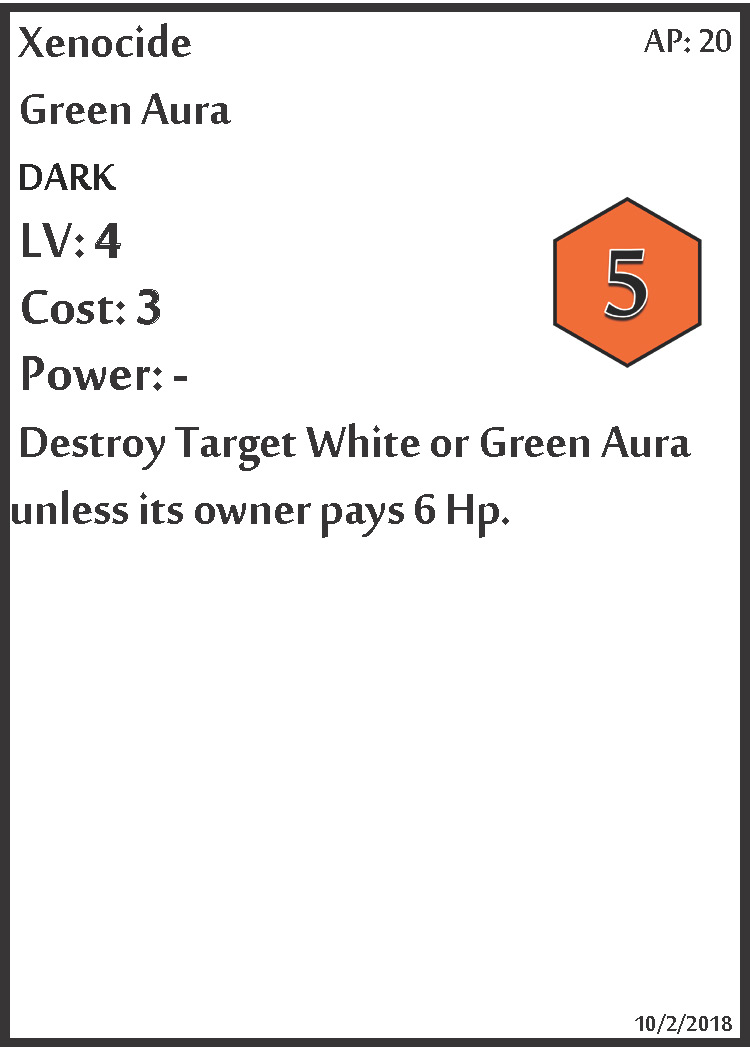 Xenocide
AP: 20
Green Aura
DARK
LV: 4
Cost: 3
5
Power: -
Destroy Target White or Green Aura
unless its owner pays 6 Hp.
10/2/2018